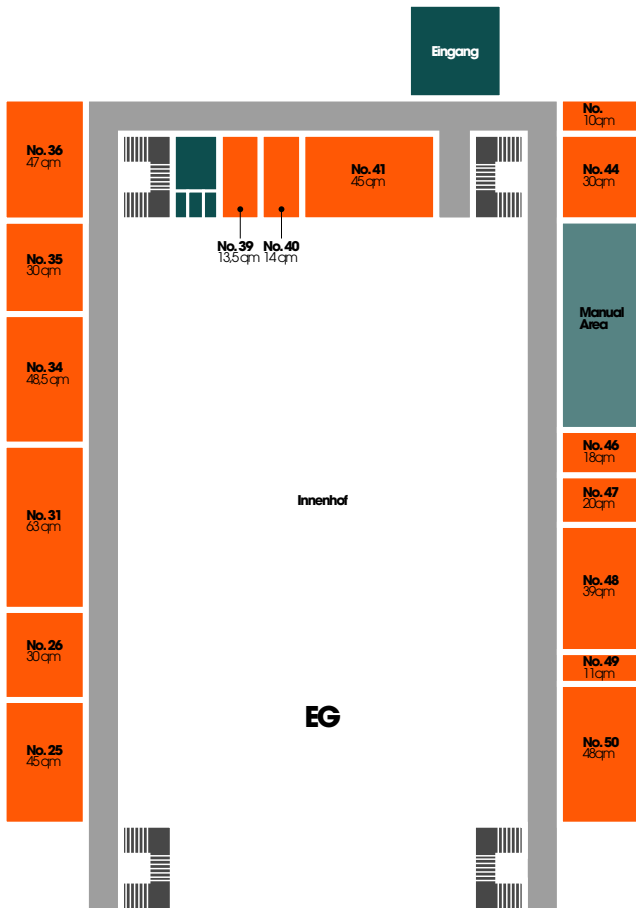 Eingang
No. 36
47 qm
No. 41
45qm
No.
10qm
No. 44
30qm
No. 39
13,5 qm
No. 40
14 qm
No. 35
30 qm
No. 34
48,5 qm
Manual
Area
No. 46
18qm
No. 31
63 qm
No. 47
20qm
Innenhof
No. 48
39qm
No. 26
30 qm
No. 49
11qm
EG
No. 25
45 qm
No. 50
48qm